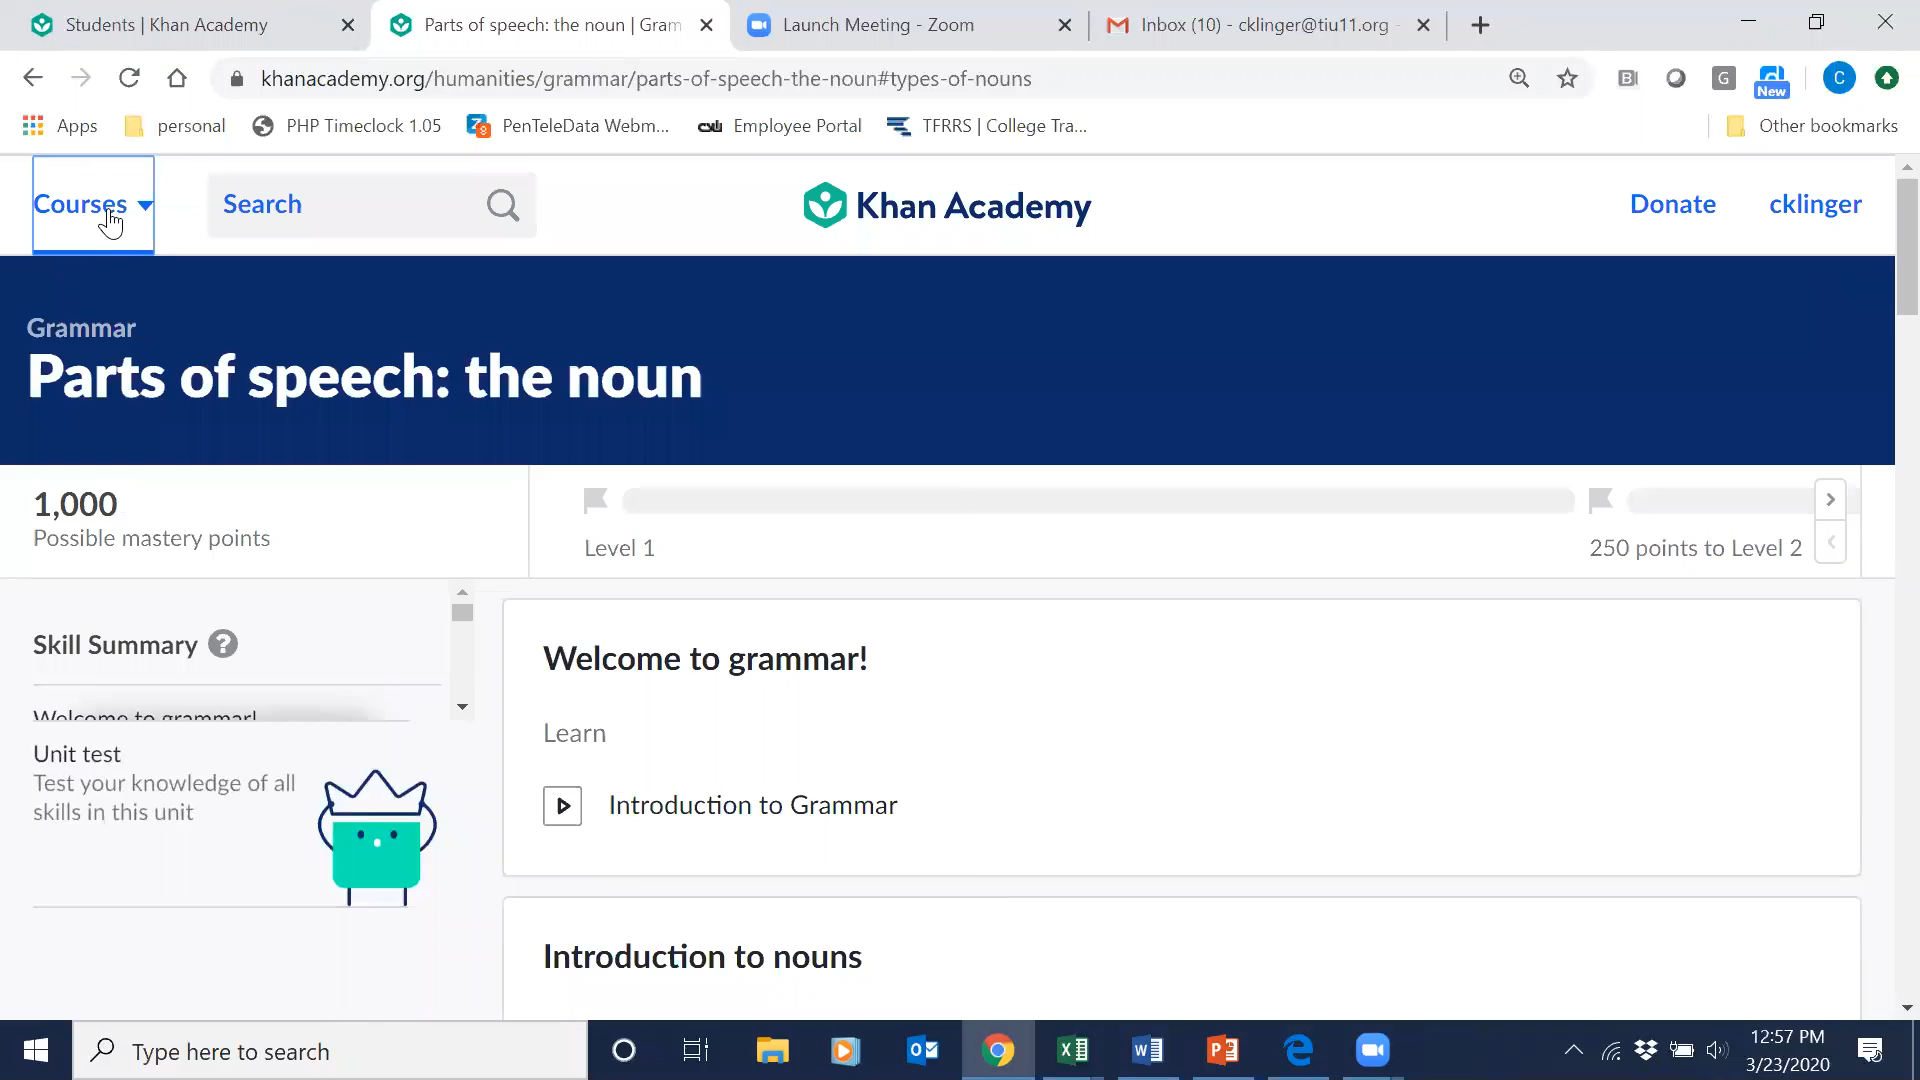 Students | Khan Academy
Parts of speech: the noun | Gram
Launch Meeting - Zoom
Inbox (10) - cklinger@tiu11.org -
khanacademy.org/humanities/grammar/parts-of-speech-the-noun#types-of-nouns
G
New
C
Apps
personal
PHP Timeclock 1.05
PenTeleData Webm...
Employee Portal
TFRRS | College Tra...
Other bookmarks
Courses
Search
Khan Academy
Donate
cklinger
Grammar
Parts of speech: the noun
1,000
Possible mastery points
Level 1
250 points to Level 2
Skill Summary ?
Welcome to grammar!
Unit test
Test your knowledge of all
skills in this unit
Welcome to grammar!
Learn
Introduction to Grammar
Introduction to nouns
Type here to search
12:57 PM
3/23/2020